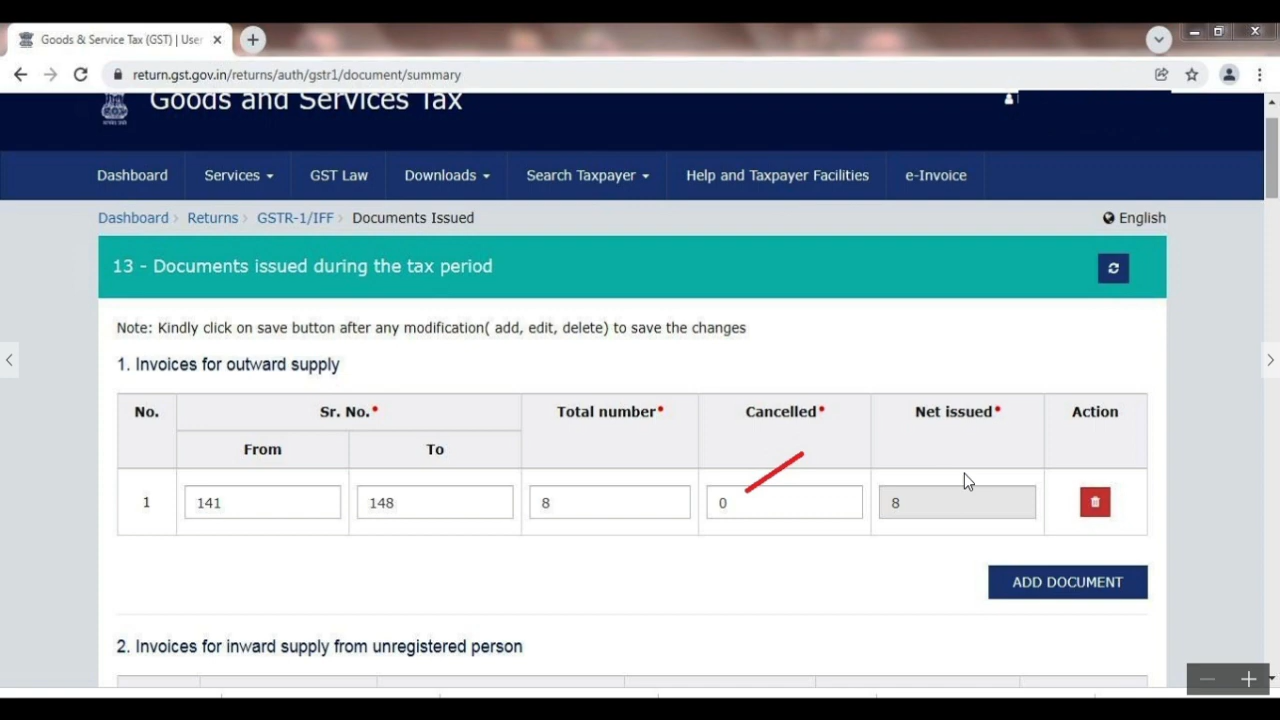 Goods & Service Tax (GST) | User
return.gst.gov.in/returns/auth/gstr1/document/summary
Goods and Services Tax
Dashboard Services GST Law Downloads Search Taxpayer Help and Taxpayer Facilities e-Invoice
Dashboard > Returns > GSTR-1/IFF > Documents Issued English
13 - Documents issued during the tax period
Note: Kindly click on save button after any modification( add, edit, delete) to save the changes
1. Invoices for outward supply
No. Sr. No.• Total number• Cancelled• Net issued• Action
From To
1 141 148 8 0 8
ADD DOCUMENT
2. Invoices for inward supply from unregistered person